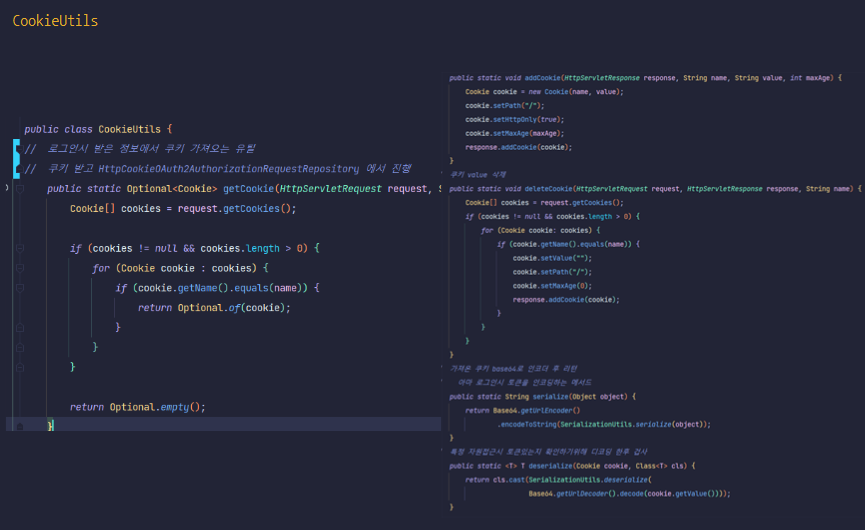 CookieUtils
public class CookieUtils {
//  로그인시 받은 정보에서 쿠키 가져오는 유틸
//  쿠키 받고 HttpCookieOAuth2AuthorizationRequestRepository 에서 진행
public static Optional<Cookie> getCookie(HttpServletRequest request, S
Cookie[] cookies = request.getCookies();
if (cookies != null && cookies.length > 0) {
for (Cookie cookie : cookies) {
if (cookie.getName().equals(name)) {
return Optional.of(cookie);
}
}
}
return Optional.empty();
}
public static void addCookie(HttpServletResponse response, String name, String value, int maxAge) {
Cookie cookie = new Cookie(name, value);
cookie.setPath("/");
cookie.setHttpOnly(true);
cookie.setMaxAge(maxAge);
response.addCookie(cookie);
}
쿠키 value 삭제
public static void deleteCookie(HttpServletRequest request, HttpServletResponse response, String name) {
Cookie[] cookies = request.getCookies();
if (cookies != null && cookies.length > 0) {
for (Cookie cookie: cookies) {
if (cookie.getName().equals(name)) {
cookie.setValue("");
cookie.setPath("/");
cookie.setMaxAge(0);
response.addCookie(cookie);
}
}
}
}
가져온 쿠키 base64로 인코더 후 리턴
아마 로그인시 토큰을 인코딩하는 메서드
public static String serialize(Object object) {
return Base64.getUrlEncoder()
.encodeToString(SerializationUtils.serialize(object));
}
특정 자원접근시 토큰있는지 확인하기위해 디코딩 한후 검사
public static <T> T deserialize(Cookie cookie, Class<T> cls) {
return cls.cast(SerializationUtils.deserialize(
Base64.getUrlDecoder().decode(cookie.getValue())));
}